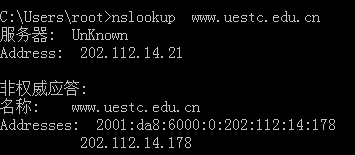 C:\Users\root>nslookup  www.uestc.edu.cn
服务器:  UnKnown
Address:  202.112.14.21
非权威应答:
名称:    www.uestc.edu.cn
Addresses:  2001:da8:6000:0:202:112:14:178
          202.112.14.178